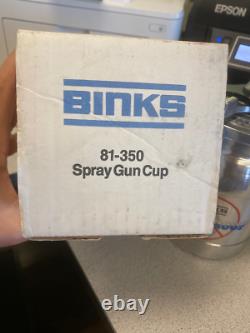 EPSON
BINKS
81-350
Spray Gun Cup